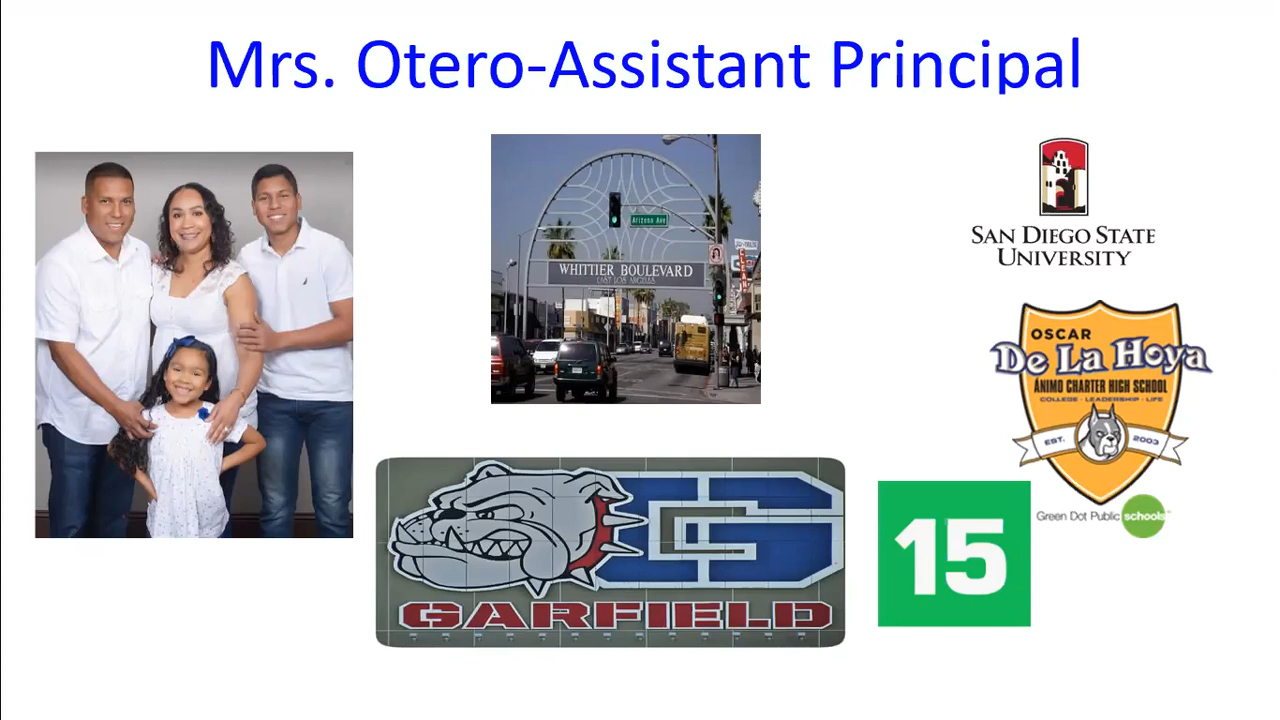 Mrs. Otero-Assistant Principal
Arizona Ave
WHITTIER BOULEVARD
EAST LOS ANGELES
SAN DIEGO STATE
UNIVERSITY
OSCAR
De La Hoya
ÁNIMO CHARTER HIGH SCHOOL
COLLEGE · LEADERSHIP · LIFE
EST. 2003
Green Dot Public schools
G
GARFIELD
15